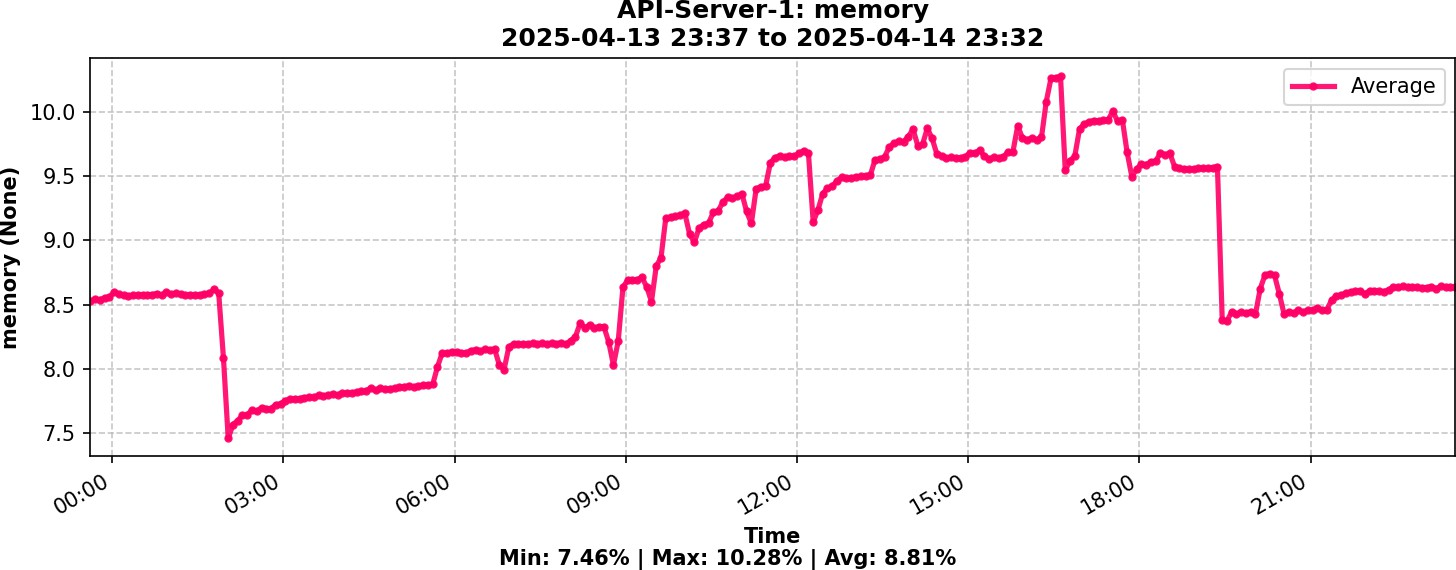 API-Server-1: memory
2025-04-13 23:37 to 2025-04-14 23:32
Average
memory (None)
10.0
9.5
9.0
8.5
8.0
7.5
00:00
03:00
06:00
09:00
12:00
15:00
18:00
21:00
Time
Min: 7.46% | Max: 10.28% | Avg: 8.81%